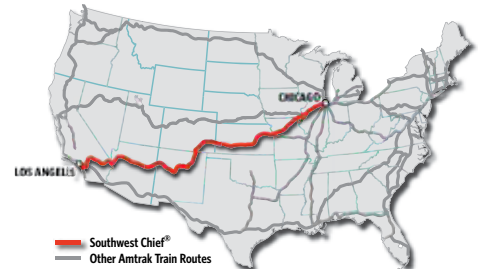 CHICAGO
LOS ANGELES
Southwest Chief®
Other Amtrak Train Routes